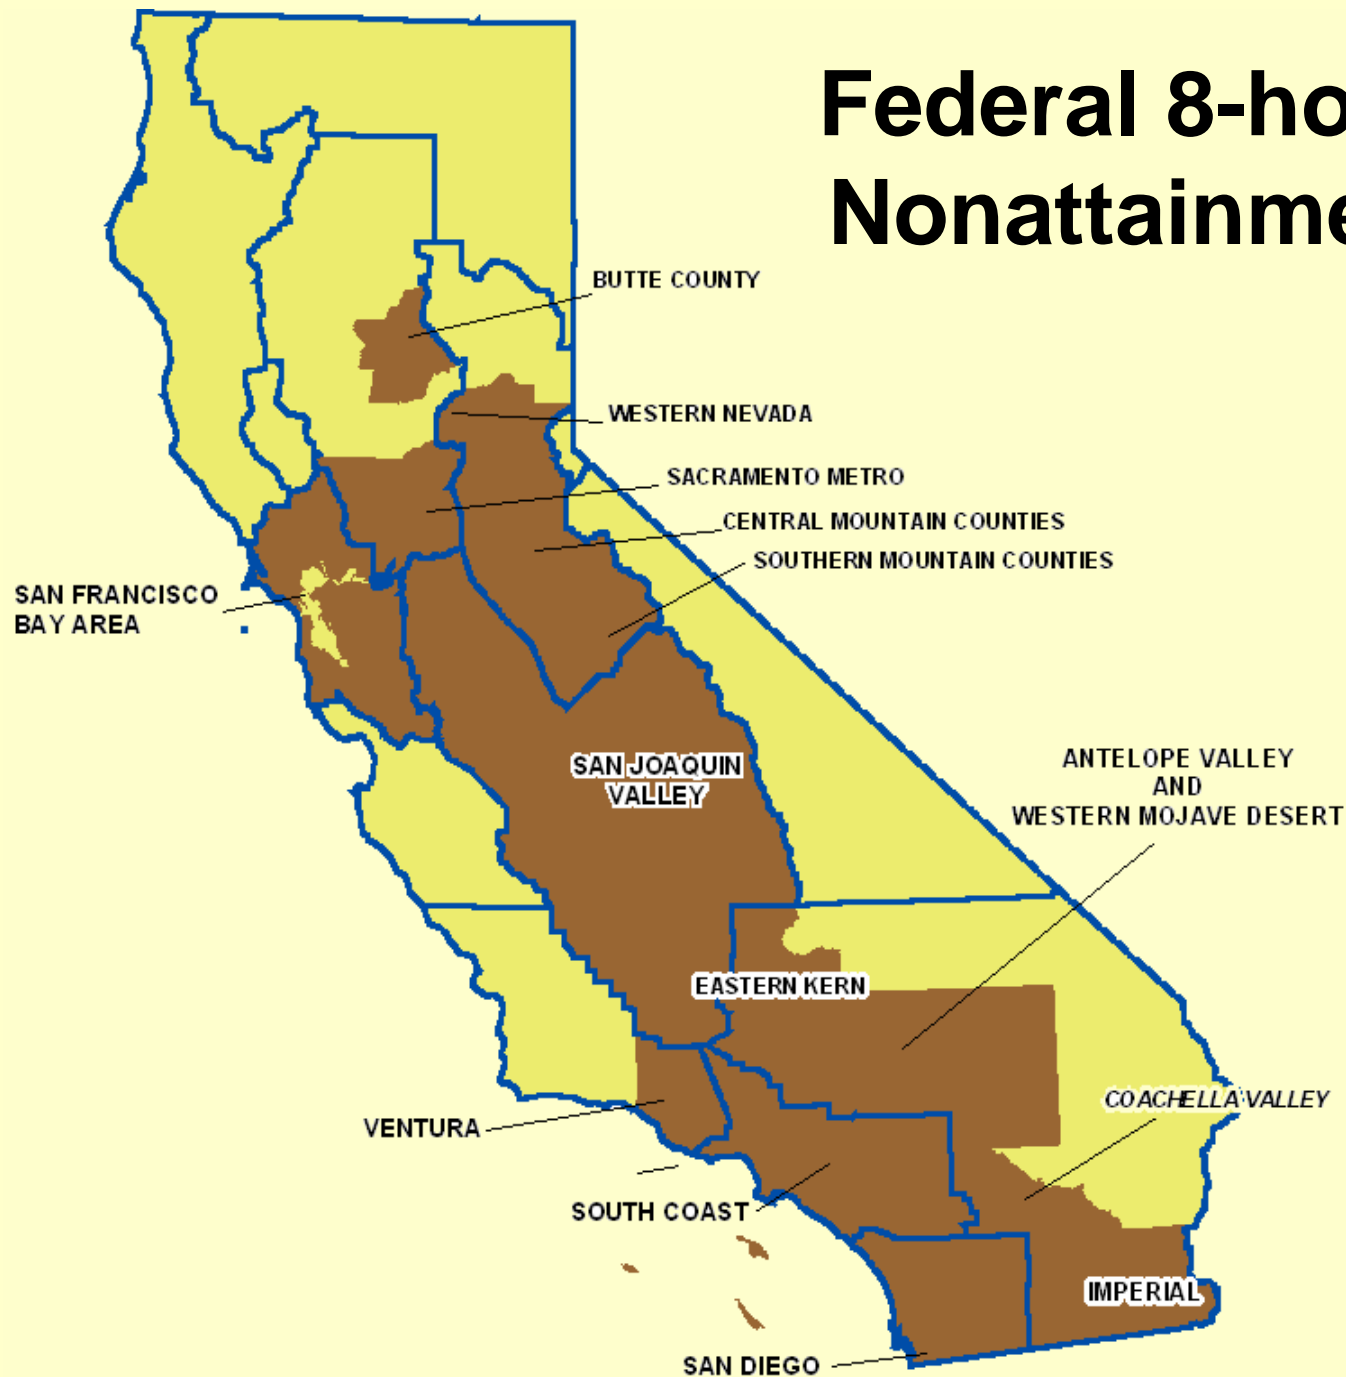 Federal 8-ho
Nonattainme
BUTTE COUNTY
WESTERN NEVADA
SACRAMENTO METRO
CENTRAL MOUNTAIN COUNTIES
SOUTHERN MOUNTAIN COUNTIES
SAN FRANCISCO
BAY AREA
SAN JOAQUIN
VALLEY
ANTELOPE VALLEY
AND
WESTERN MOJAVE DESERT
EASTERN KERN
COACHELLA VALLEY
VENTURA
SOUTH COAST
IMPERIAL
SAN DIEGO